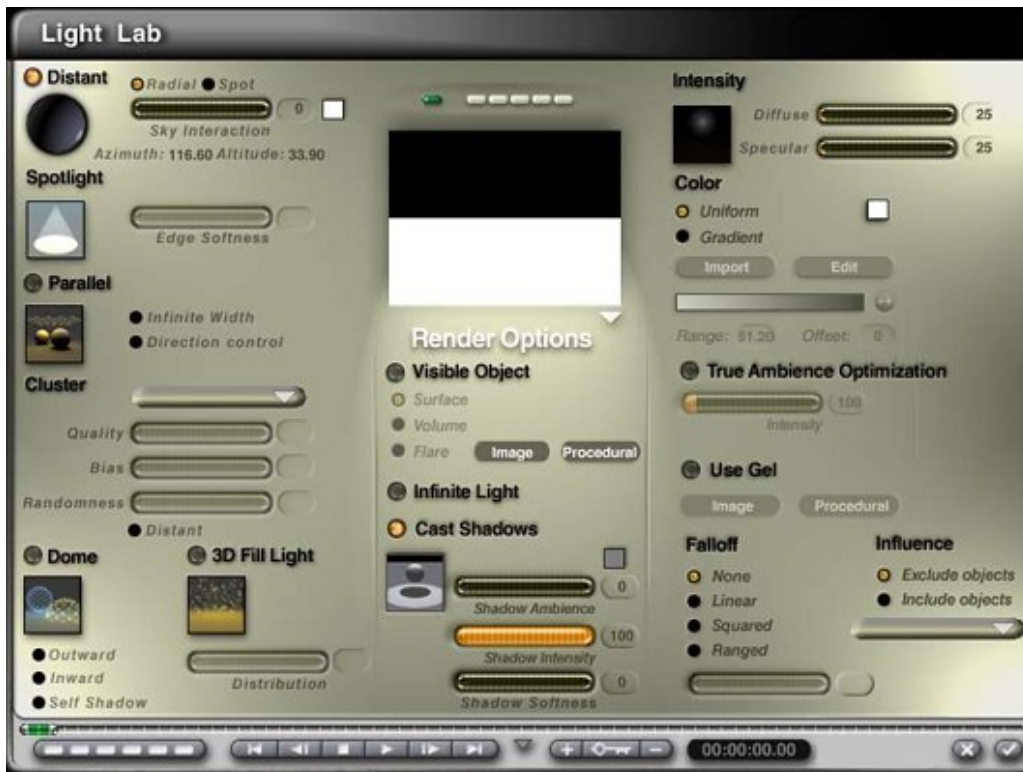 Light Lab
Distant
Radial Spot
0
Sky Interaction
Azimuth: 116.60 Altitude: 33.90
Spotlight
Edge Softness
Parallel
Infinite Width
Direction control
Cluster
Quality
Bias
Randomness
Distant
Dome
3D Fill Light
Outward
Inward
Self Shadow
Distribution
Render Options
Visible Object
Surface
Volume
Flare Image Procedural
Infinite Light
Cast Shadows
0
Shadow Ambience
100
Shadow Intensity
0
Shadow Softness
Intensity
Diffuse 25
Specular 25
Color
Uniform
Gradient
Import Edit
Range: 51.20 Offset: 0
True Ambience Optimization
100
Intensity
Use Gel
Image Procedural
Falloff
None
Linear
Squared
Ranged
Influence
Exclude objects
Include objects
00:00:00.00